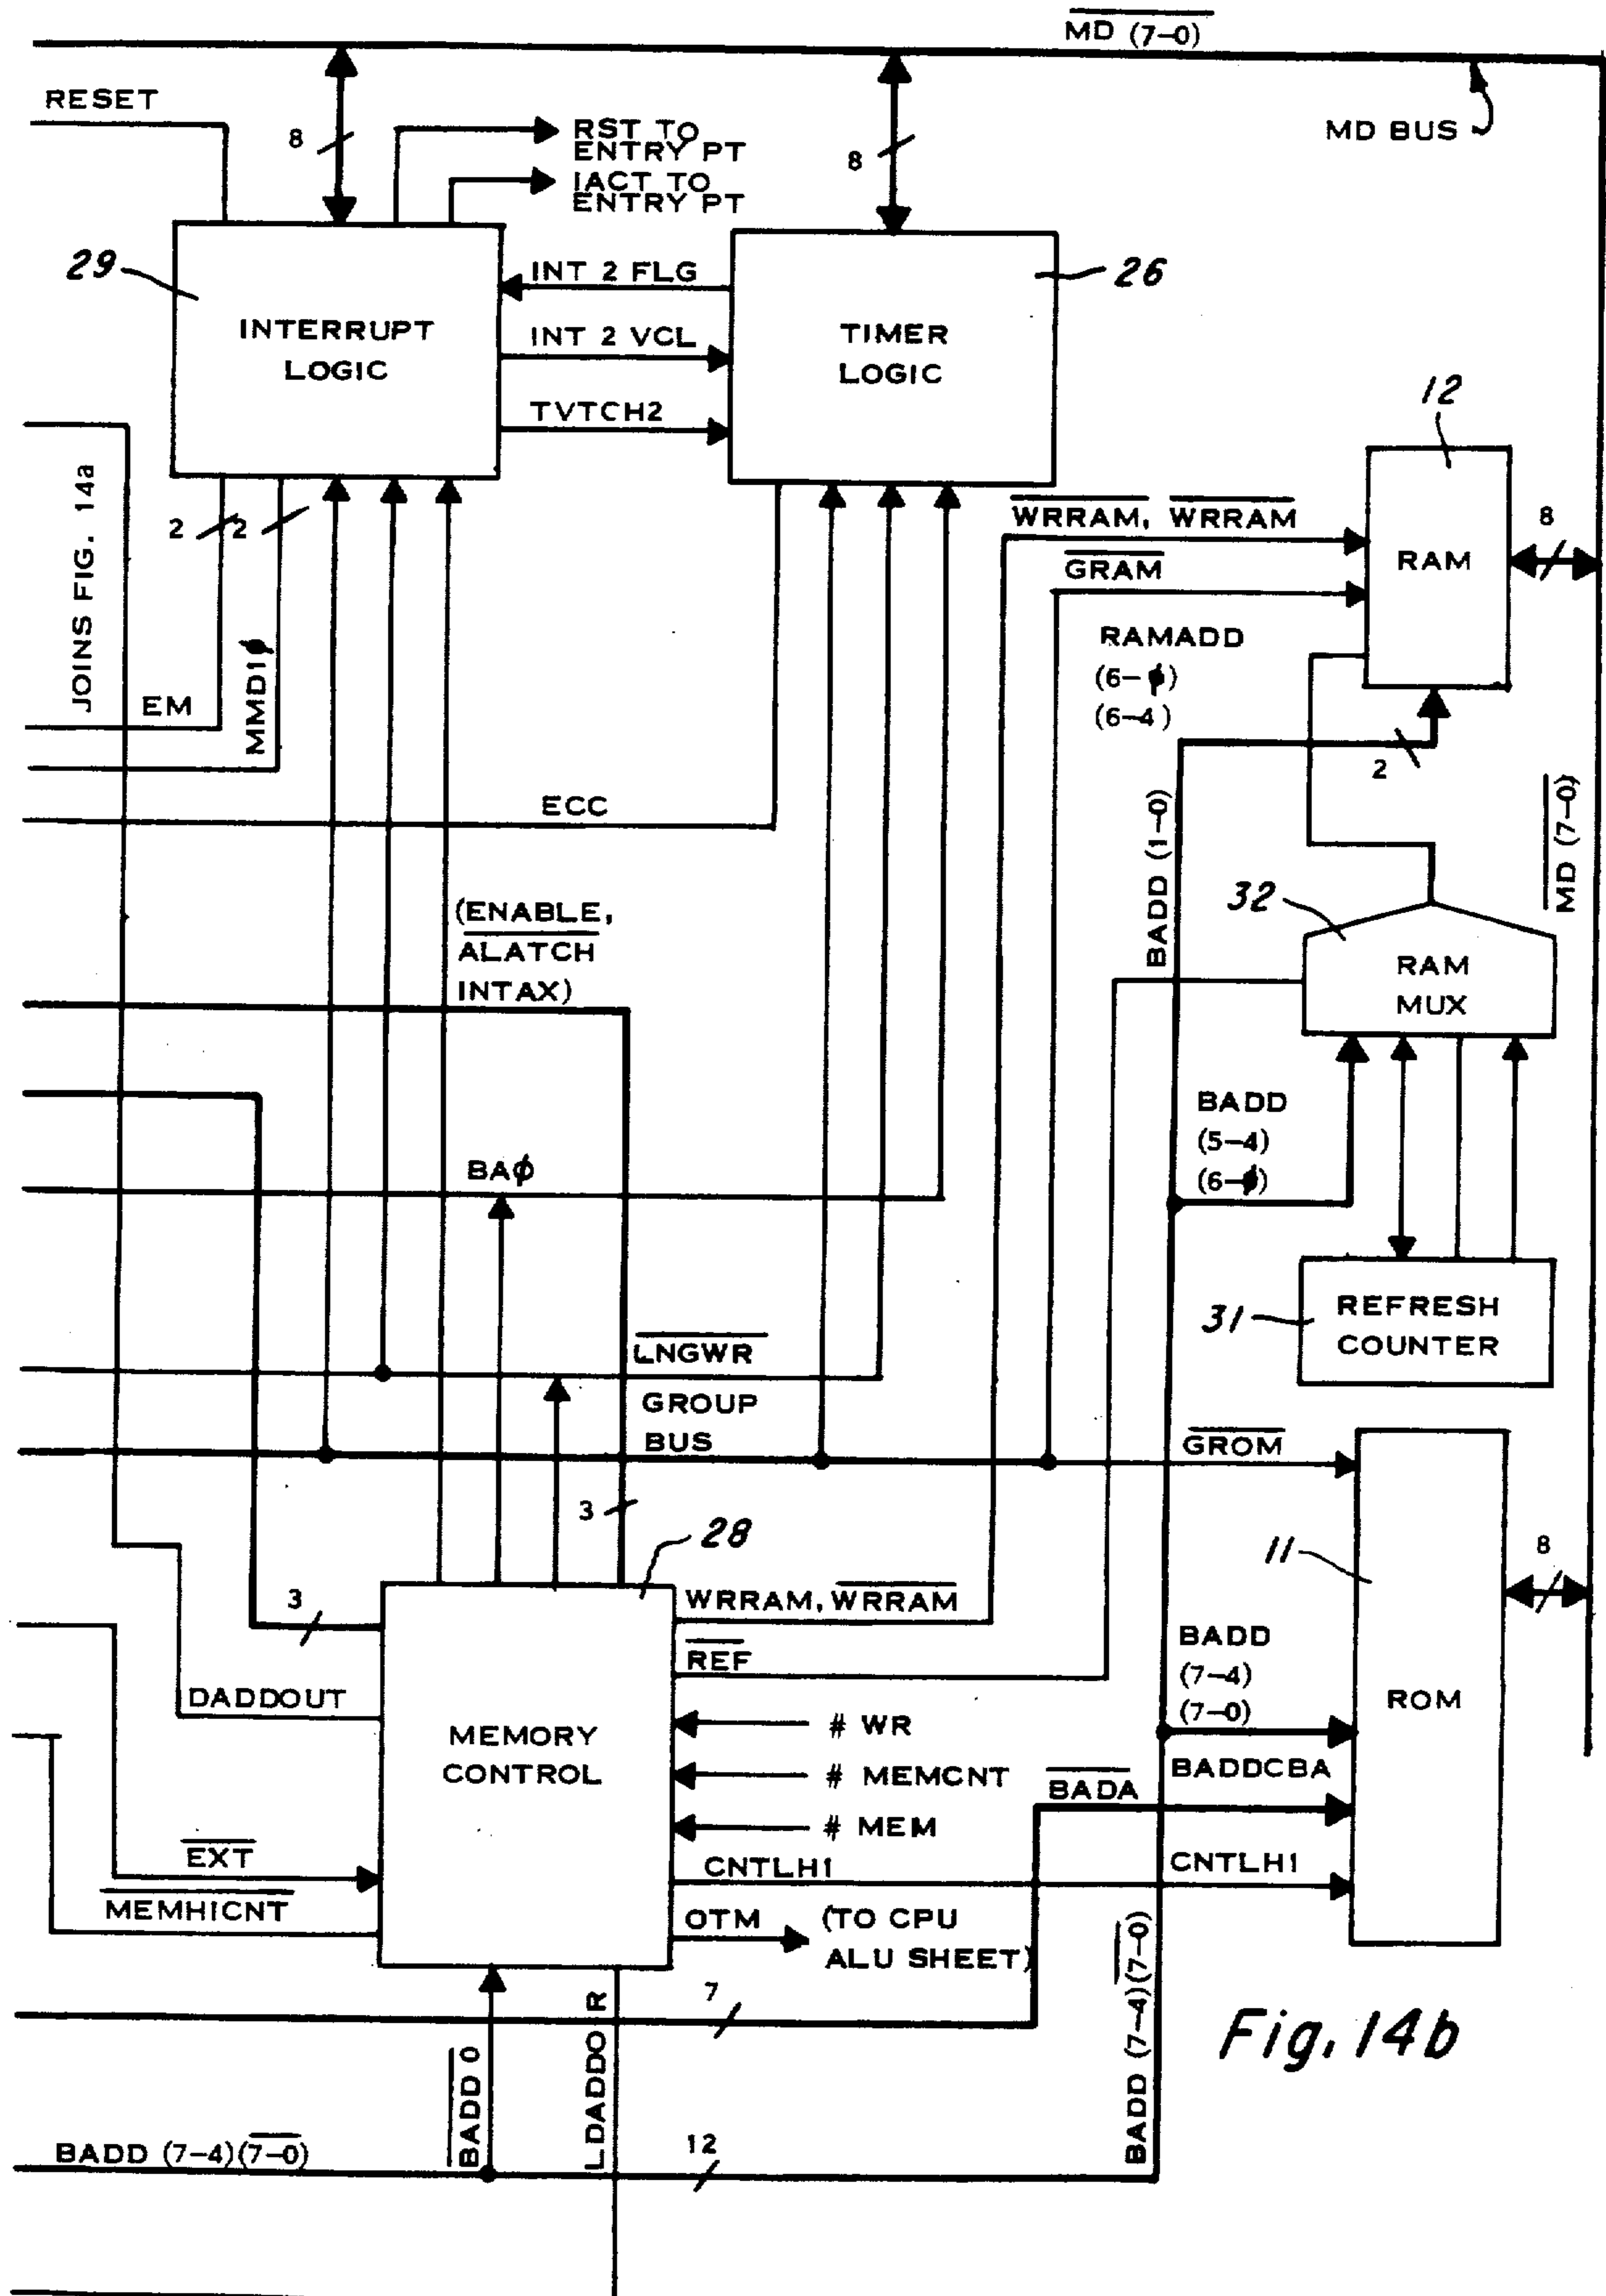 MD (7-0)
RESET
MD BUS
8
RST TO
ENTRY PT
IACT TO
ENTRY PT
8
29
INTERRUPT
LOGIC
INT 2 FLG
INT 2 VCL
TVTCH2
26
TIMER
LOGIC
12
RAM
8
JOINS FIG. 14a
2
2
EM
MMD1ϕ
WRRAM, WRRAM
GRAM
RAMADD
(6-ϕ)
(6-4)
2
ECC
BADD (1-0)
MD (7-0)
(ENABLE,
ALATCH
INTAX)
32
RAM
MUX
BADD
(5-4)
(6-ϕ)
BAϕ
31
REFRESH
COUNTER
LNGWR
GROUP
BUS
GROM
3
28
11
8
ROM
3
WRRAM, WRRAM
REF
DADDOUT
MEMORY
CONTROL
# WR
# MEMCNT
# MEM
BADD
(7-4)
(7-0)
BADDCBA
BADA
EXT
MEMHICNT
CNTLH1
CNTLH1
OTM
(TO CPU
ALU SHEET)
7
BADD 0
LDADDOR
BADD (7-4)(7-0)
BADD (7-4)(7-0)
12
Fig. 14b